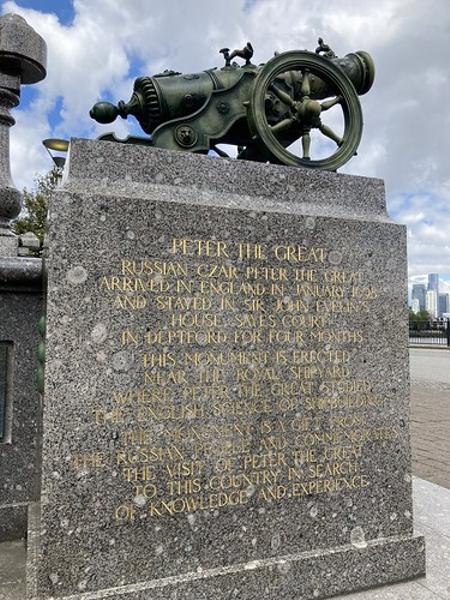 PETER THE GREAT
RUSSIAN CZAR PETER THE GREAT
ARRIVED IN ENGLAND IN JANUARY 1698
AND STAYED IN SIR JOHN EVELYN'S
HOUSE, SAYES COURT
IN DEPTFORD FOR FOUR MONTHS
THIS MONUMENT IS ERECTED
NEAR THE ROYAL SHIPYARD
WHERE PETER THE GREAT STUDIED
THE ENGLISH SCIENCE OF SHIPBUILDING
THE MONUMENT IS A GIFT FROM
THE RUSSIAN PEOPLE AND COMMEMORATES
THE VISIT OF PETER THE GREAT
TO THIS COUNTRY IN SEARCH
OF KNOWLEDGE AND EXPERIENCE